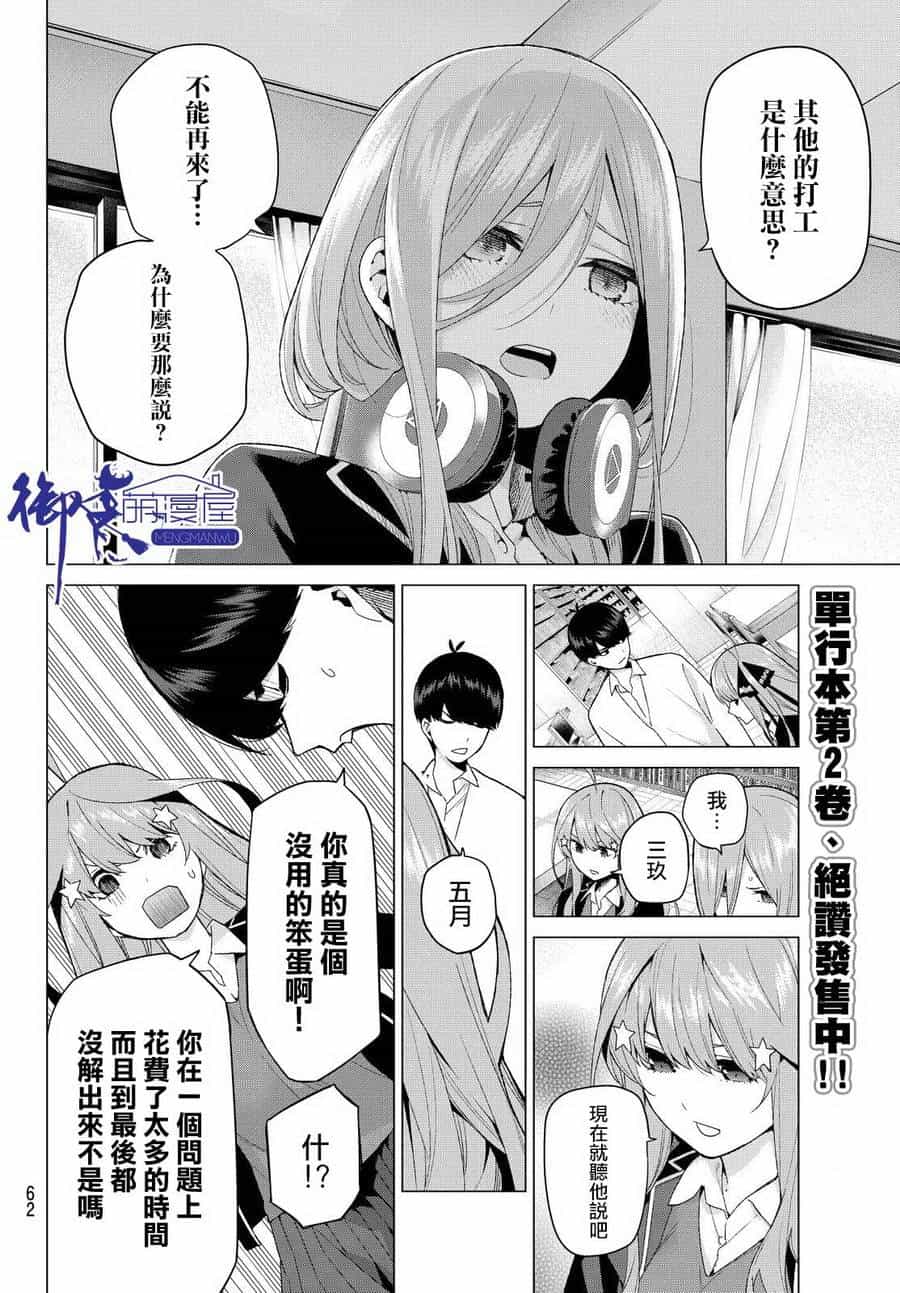 其他的打工
是什麼意思？
不能再來了…
為什麼要那麼說？
御宅
萌漫屋
MENGMANWU
單行本第2卷、絕讚發售中!!
我…
三玖
現在就聽他說吧
五月
你真的是個
沒用的笨蛋啊！
什!?
你在一個問題上
花費了太多的時間
而且到最後都
沒解出來不是嗎
62